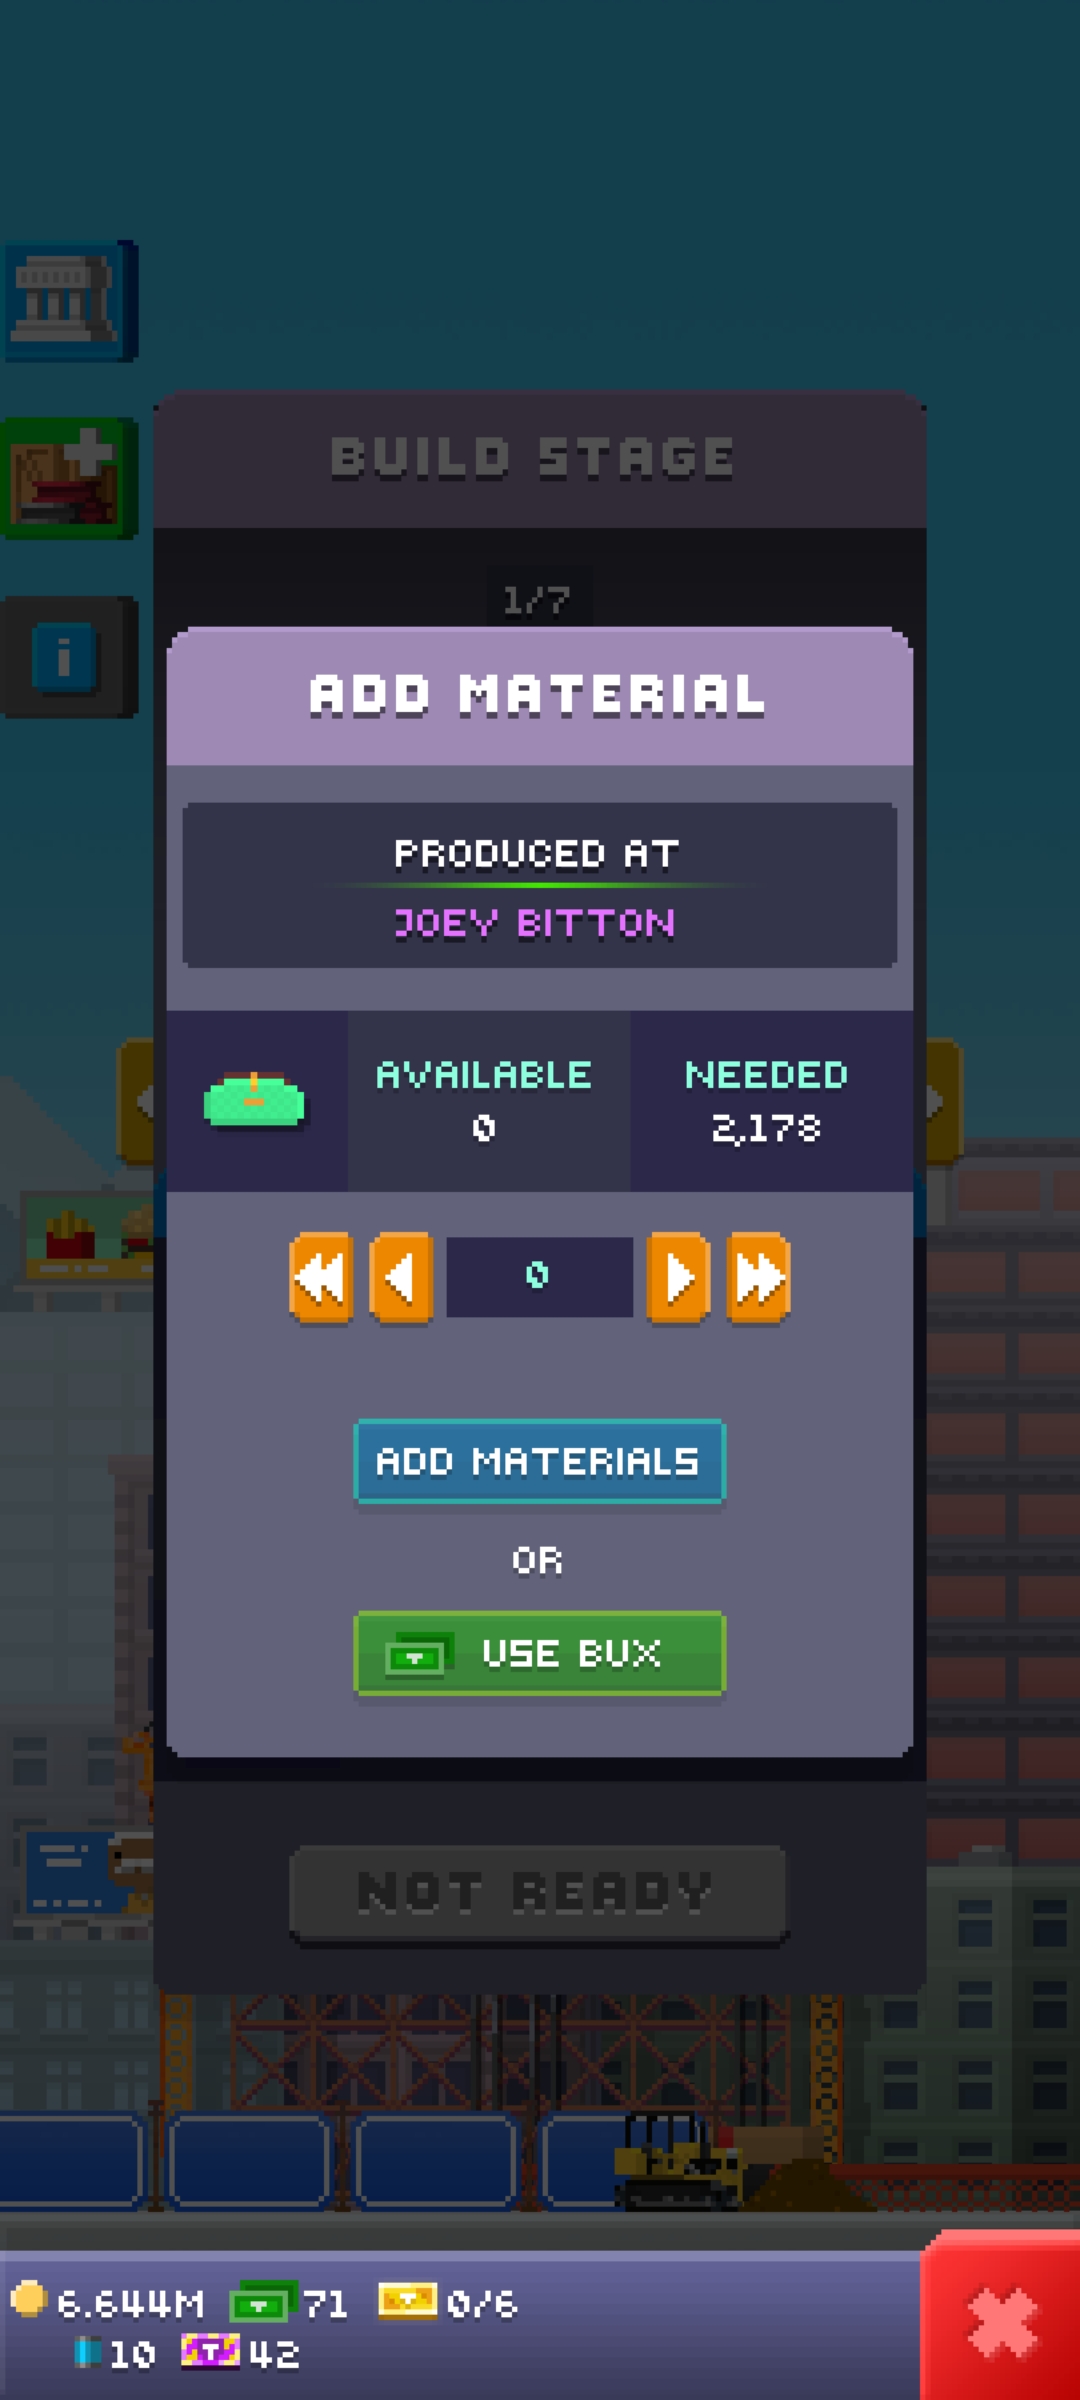 BUILD STAGE
1/7
ADD MATERIAL
PRODUCED AT
JOEY BITTON
AVAILABLE
0
NEEDED
2,178
0
ADD MATERIALS
OR
USE BUX
NOT READY
6.644M 71 0/6
10 42